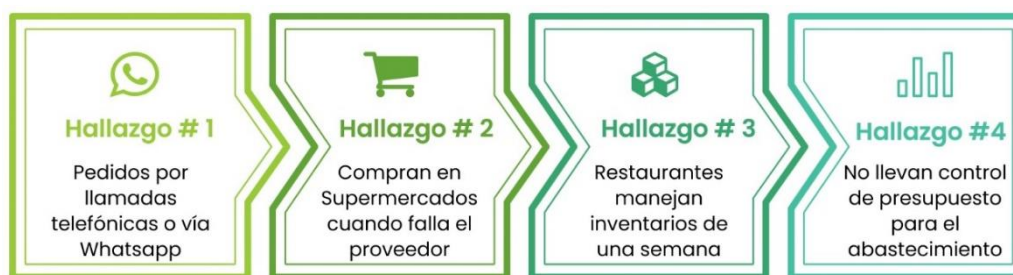 Hallazgo # 1
Pedidos por
llamadas
telefónicas o vía
Whatsapp
Hallazgo # 2
Compran en
Supermercados
cuando falla el
proveedor
Hallazgo # 3
Restaurantes
manejan
inventarios de
una semana
Hallazgo #4
No llevan control
de presupuesto
para el
abastecimiento